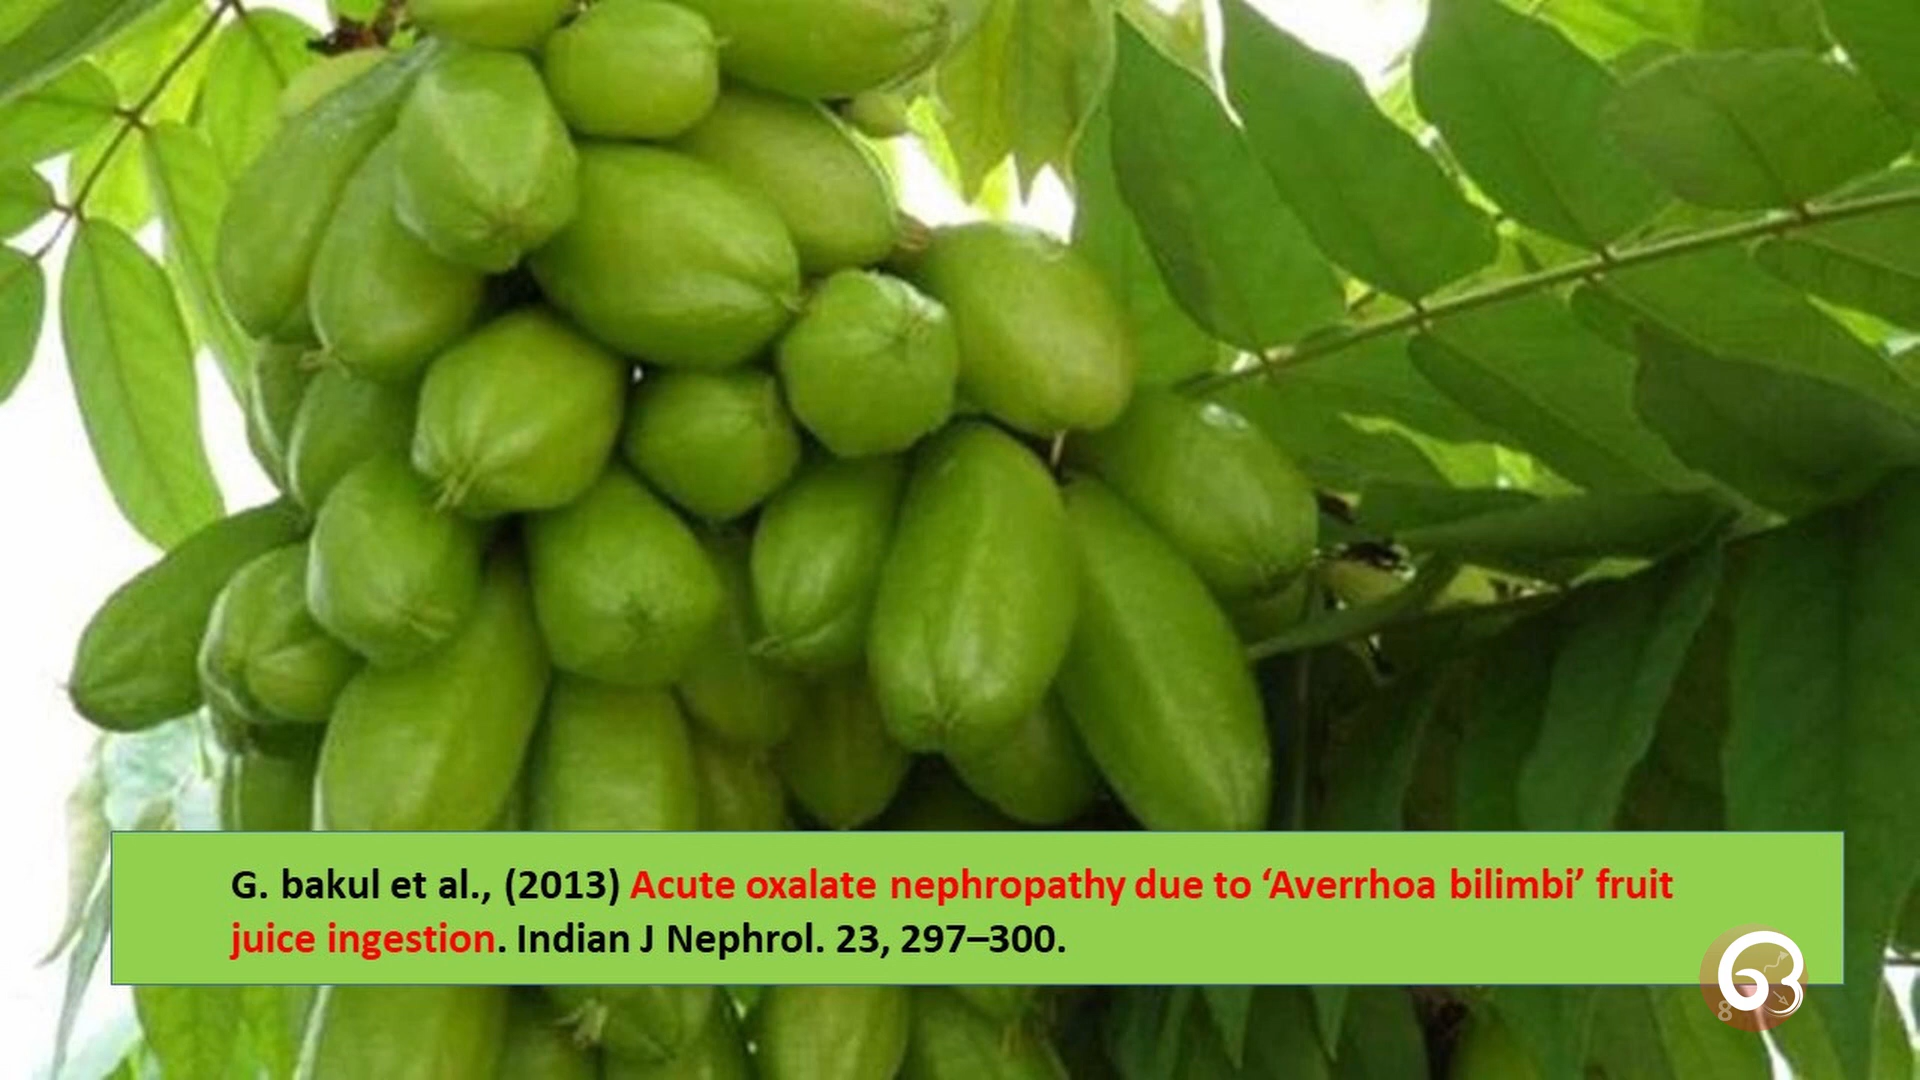 G. bakul et al., (2013) Acute oxalate nephropathy due to ‘Averrhoa bilimbi’ fruit
juice ingestion. Indian J Nephrol. 23, 297–300.
8